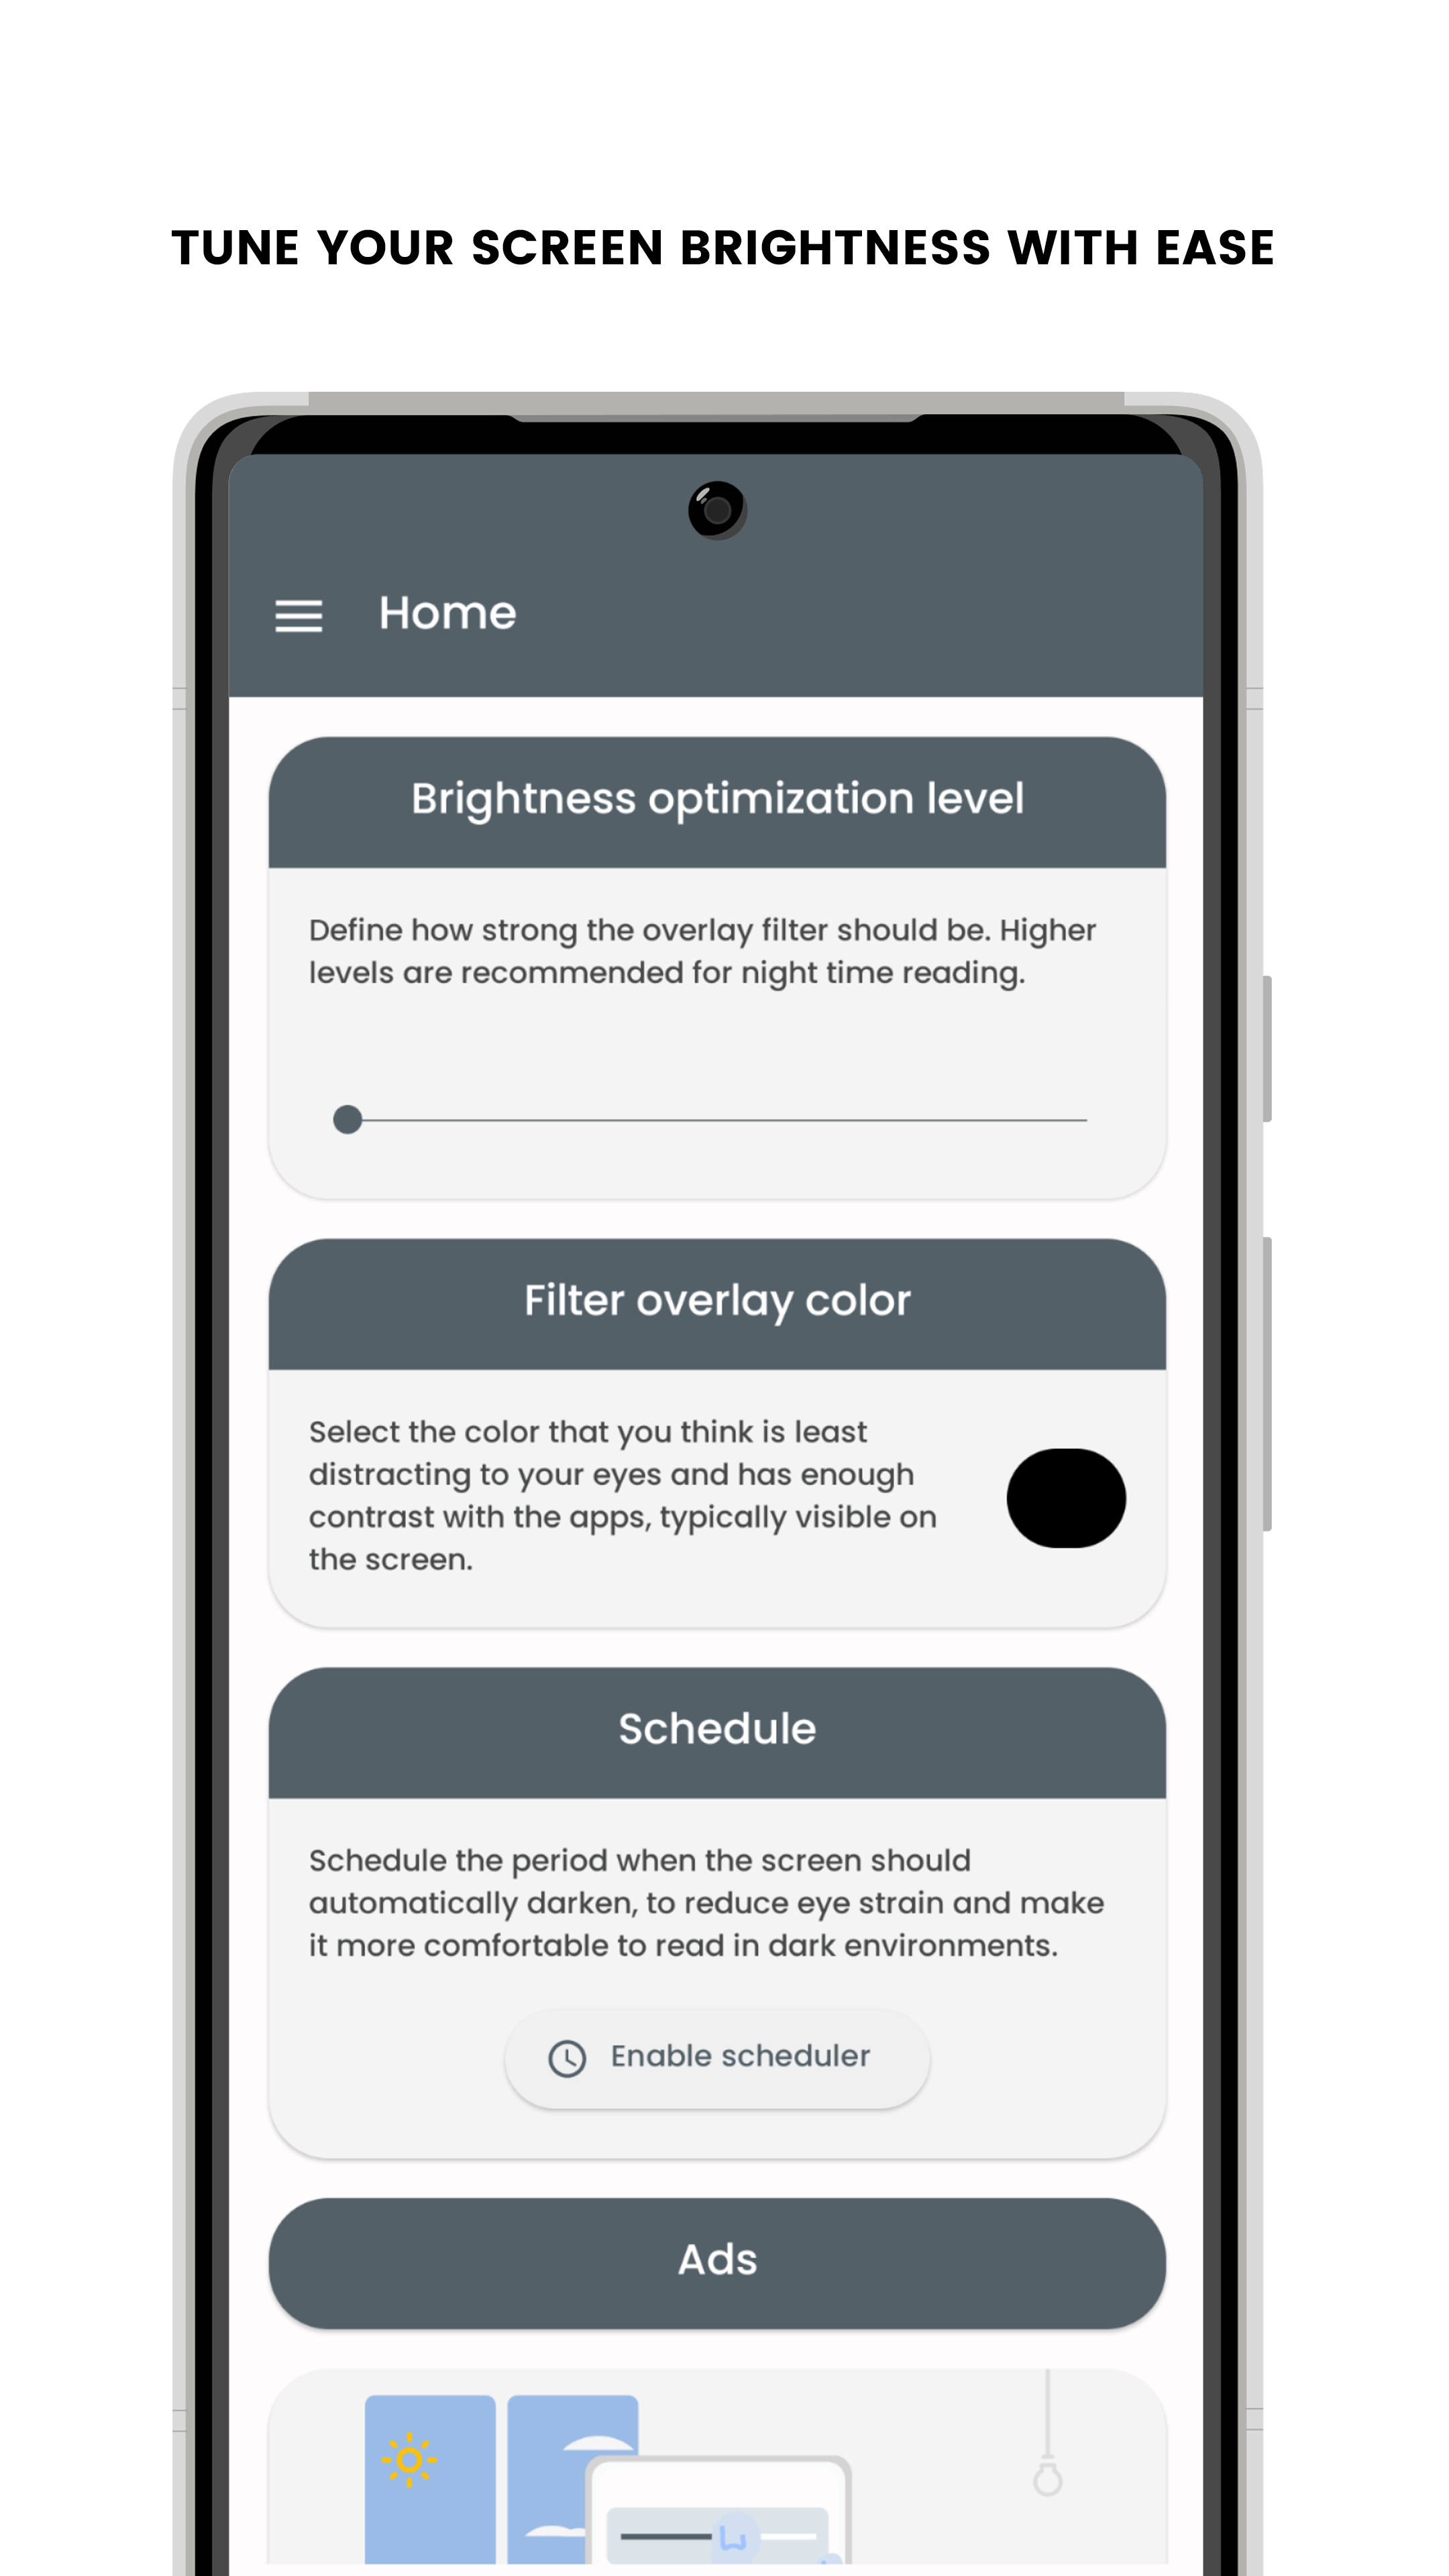 TUNE YOUR SCREEN BRIGHTNESS WITH EASE
Home
Brightness optimization level
Define how strong the overlay filter should be. Higher
levels are recommended for night time reading.
Filter overlay color
Select the color that you think is least
distracting to your eyes and has enough
contrast with the apps, typically visible on
the screen.
Schedule
Schedule the period when the screen should
automatically darken, to reduce eye strain and make
it more comfortable to read in dark environments.
Enable scheduler
Ads